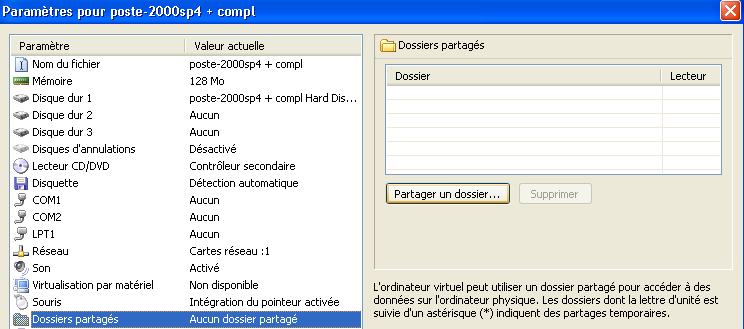 Paramètres pour poste-2000sp4 + compl
Paramètre Valeur actuelle
Nom du fichier poste-2000sp4 + compl
Mémoire 128 Mo
Disque dur 1 poste-2000sp4 + compl Hard Dis...
Disque dur 2 Aucun
Disque dur 3 Aucun
Disques d'annulations Désactivé
Lecteur CD/DVD Contrôleur secondaire
Disquette Détection automatique
COM1 Aucun
COM2 Aucun
LPT1 Aucun
Réseau Cartes réseau :1
Son Activé
Virtualisation par matériel Non disponible
Souris Intégration du pointeur activée
Dossiers partagés Aucun dossier partagé
Dossiers partagés
Dossier Lecteur
Partager un dossier... Supprimer
L'ordinateur virtuel peut utiliser un dossier partagé pour accéder à des
données sur l'ordinateur physique. Les dossiers dont la lettre d'unité est
suivie d'un astérisque (*) indiquent des partages temporaires.